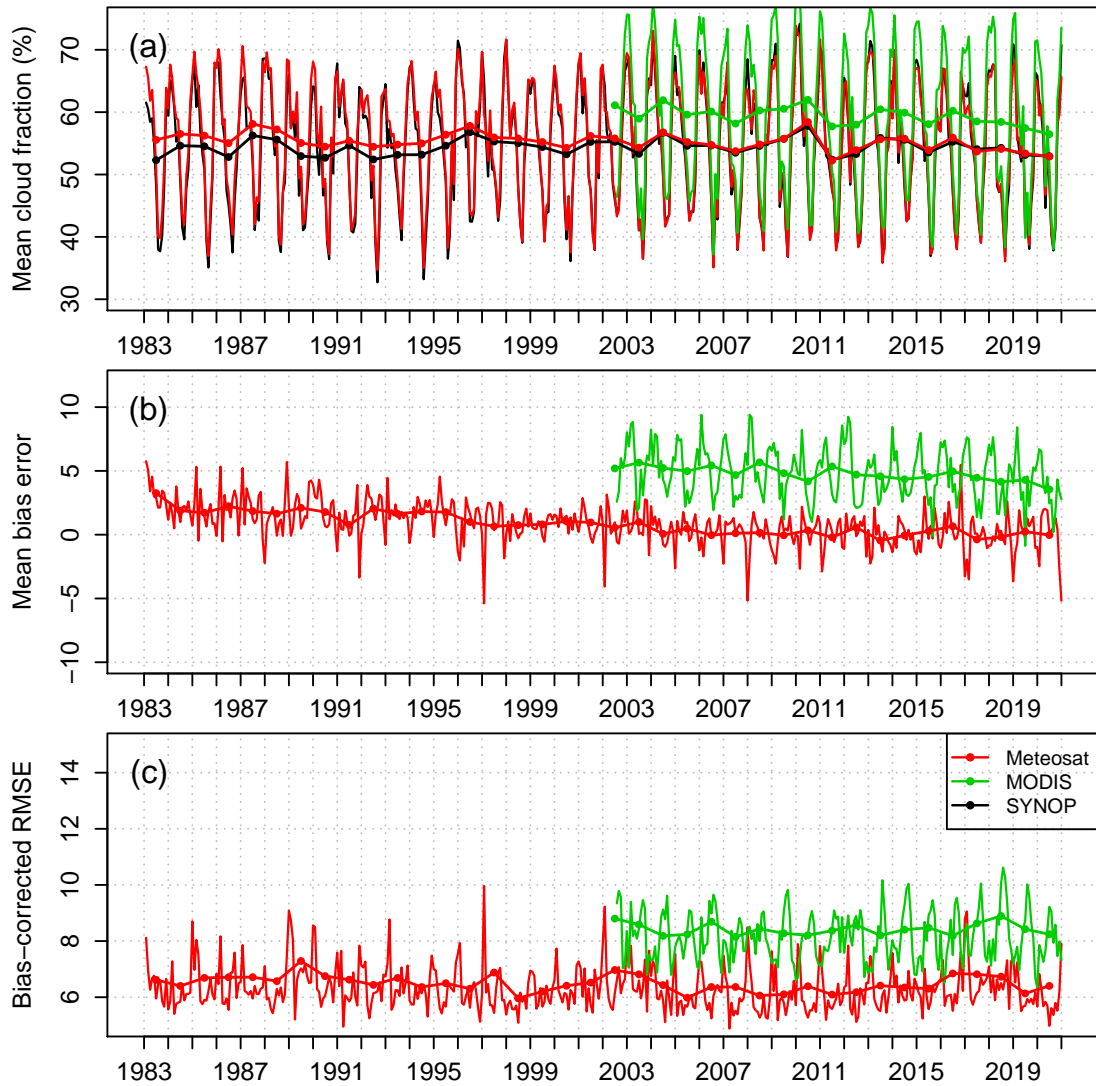 (a)
Mean cloud fraction (%)
70
60
50
40
30
1983 1987 1991 1995 1999 2003 2007 2011 2015 2019
(b)
Mean bias error
10
5
0
−5
−10
1983 1987 1991 1995 1999 2003 2007 2011 2015 2019
(c)
Bias−corrected RMSE
14
12
10
8
6
Meteosat
MODIS
SYNOP
1983 1987 1991 1995 1999 2003 2007 2011 2015 2019